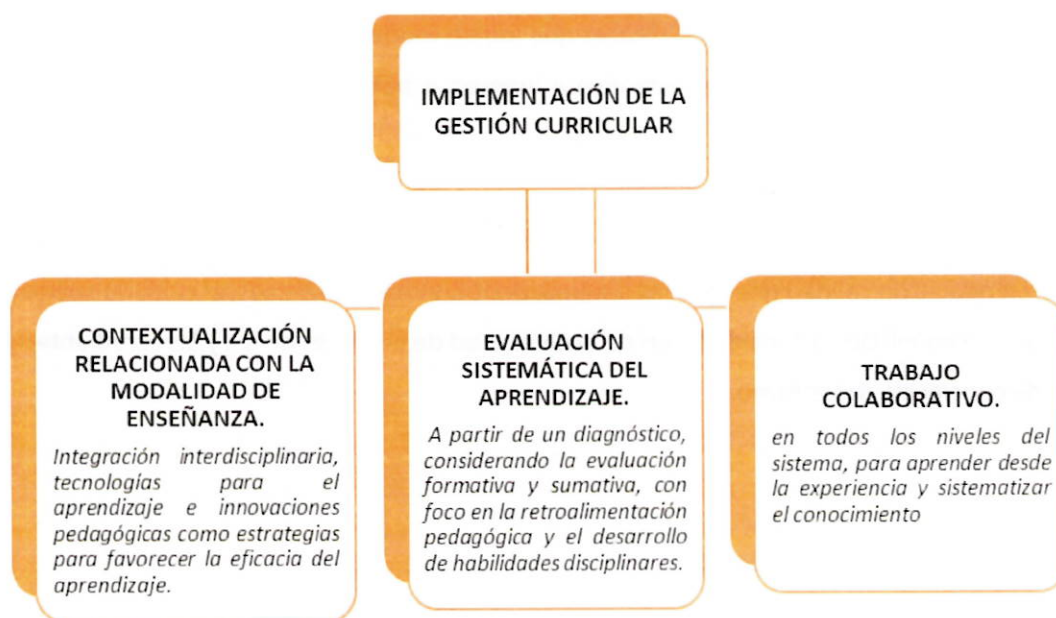 IMPLEMENTACIÓN DE LA
GESTIÓN CURRICULAR
CONTEXTUALIZACIÓN
RELACIONADA CON LA
MODALIDAD DE
ENSEÑANZA.
Integración interdisciplinaria,
tecnologías para el
aprendizaje e innovaciones
pedagógicas como estrategias
para favorecer la eficacia del
aprendizaje.
EVALUACIÓN
SISTEMÁTICA DEL
APRENDIZAJE.
A partir de un diagnóstico,
considerando la evaluación
formativa y sumativa, con
foco en la retroalimentación
pedagógica y el desarrollo
de habilidades disciplinares.
TRABAJO
COLABORATIVO.
en todos los niveles del
sistema, para aprender desde
la experiencia y sistematizar
el conocimiento